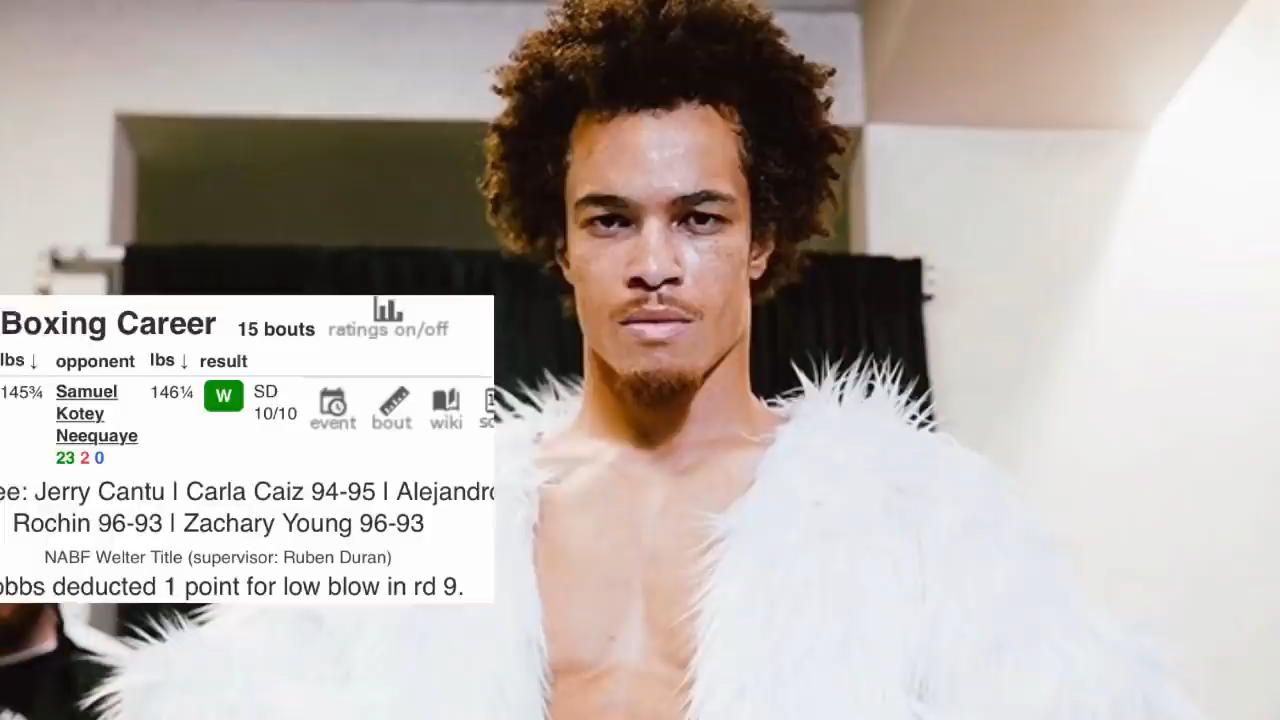 Boxing Career 15 bouts ratings on/off
lbs ↓ opponent lbs ↓ result
145¾ Samuel 146¼ W SD
Kotey 10/10
Neequaye event bout wiki
23 2 0
ee: Jerry Cantu | Carla Caiz 94-95 | Alejandro
Rochin 96-93 | Zachary Young 96-93
NABF Welter Title (supervisor: Ruben Duran)
obbs deducted 1 point for low blow in rd 9.